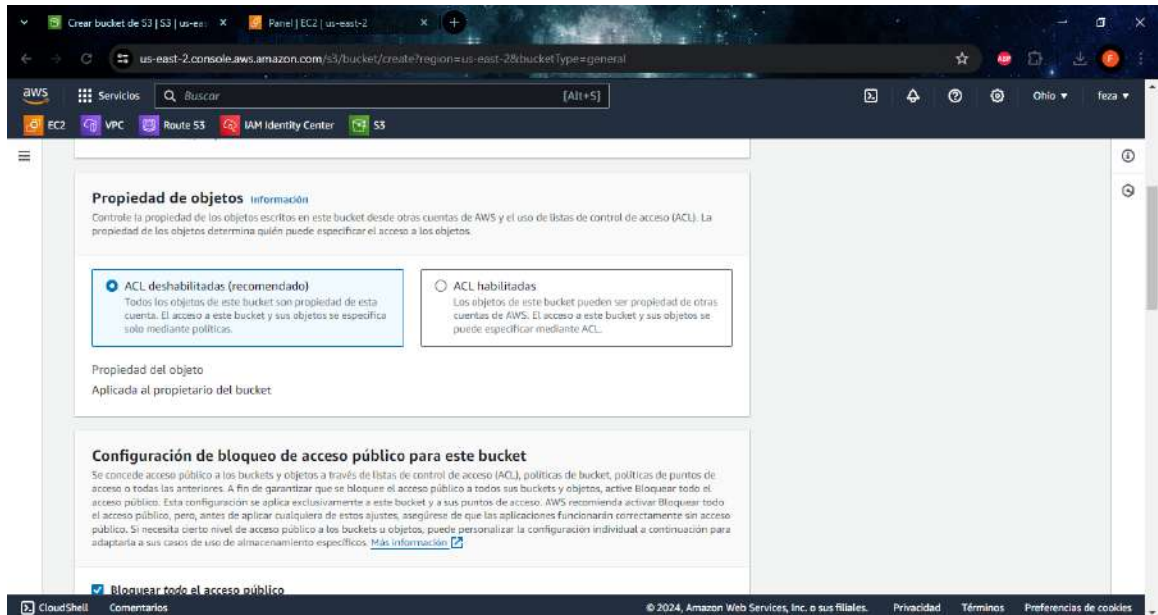 Crear bucket de S3 | S3 | us-eas
Panel | EC2 | us-east-2
us-east-2.console.aws.amazon.com/s3/bucket/create?region=us-east-2&bucketType=general
ABP
F
aws
Servicios
Buscar
[Alt+S]
Ohio
feza
EC2
VPC
Route 53
IAM Identity Center
S3
Propiedad de objetos Información
Controle la propiedad de los objetos escritos en este bucket desde otras cuentas de AWS y el uso de listas de control de acceso (ACL). La
propiedad de los objetos determina quién puede especificar el acceso a los objetos.
ACL deshabilitadas (recomendado)
Todos los objetos de este bucket son propiedad de esta
cuenta. El acceso a este bucket y sus objetos se especifica
solo mediante políticas.
ACL habilitadas
Los objetos de este bucket pueden ser propiedad de otras
cuentas de AWS. El acceso a este bucket y sus objetos se
puede especificar mediante ACL.
Propiedad del objeto
Aplicada al propietario del bucket
Configuración de bloqueo de acceso público para este bucket
Se concede acceso público a los buckets y objetos a través de listas de control de acceso (ACL), políticas de bucket, políticas de puntos de
acceso o todas las anteriores. A fin de garantizar que se bloquee el acceso público a todos sus buckets y objetos, active Bloquear todo el
acceso público. Esta configuración se aplica exclusivamente a este bucket y a sus puntos de acceso. AWS recomienda activar Bloquear todo
el acceso público, pero, antes de aplicar cualquiera de estos ajustes, asegúrese de que las aplicaciones funcionarán correctamente sin acceso
público. Si necesita cierto nivel de acceso público a los buckets u objetos, puede personalizar la configuración individual a continuación para
adaptarla a sus casos de uso de almacenamiento específicos. Más información
Bloquear todo el acceso público
CloudShell
Comentarios
© 2024, Amazon Web Services, Inc. o sus filiales.
Privacidad
Términos
Preferencias de cookies